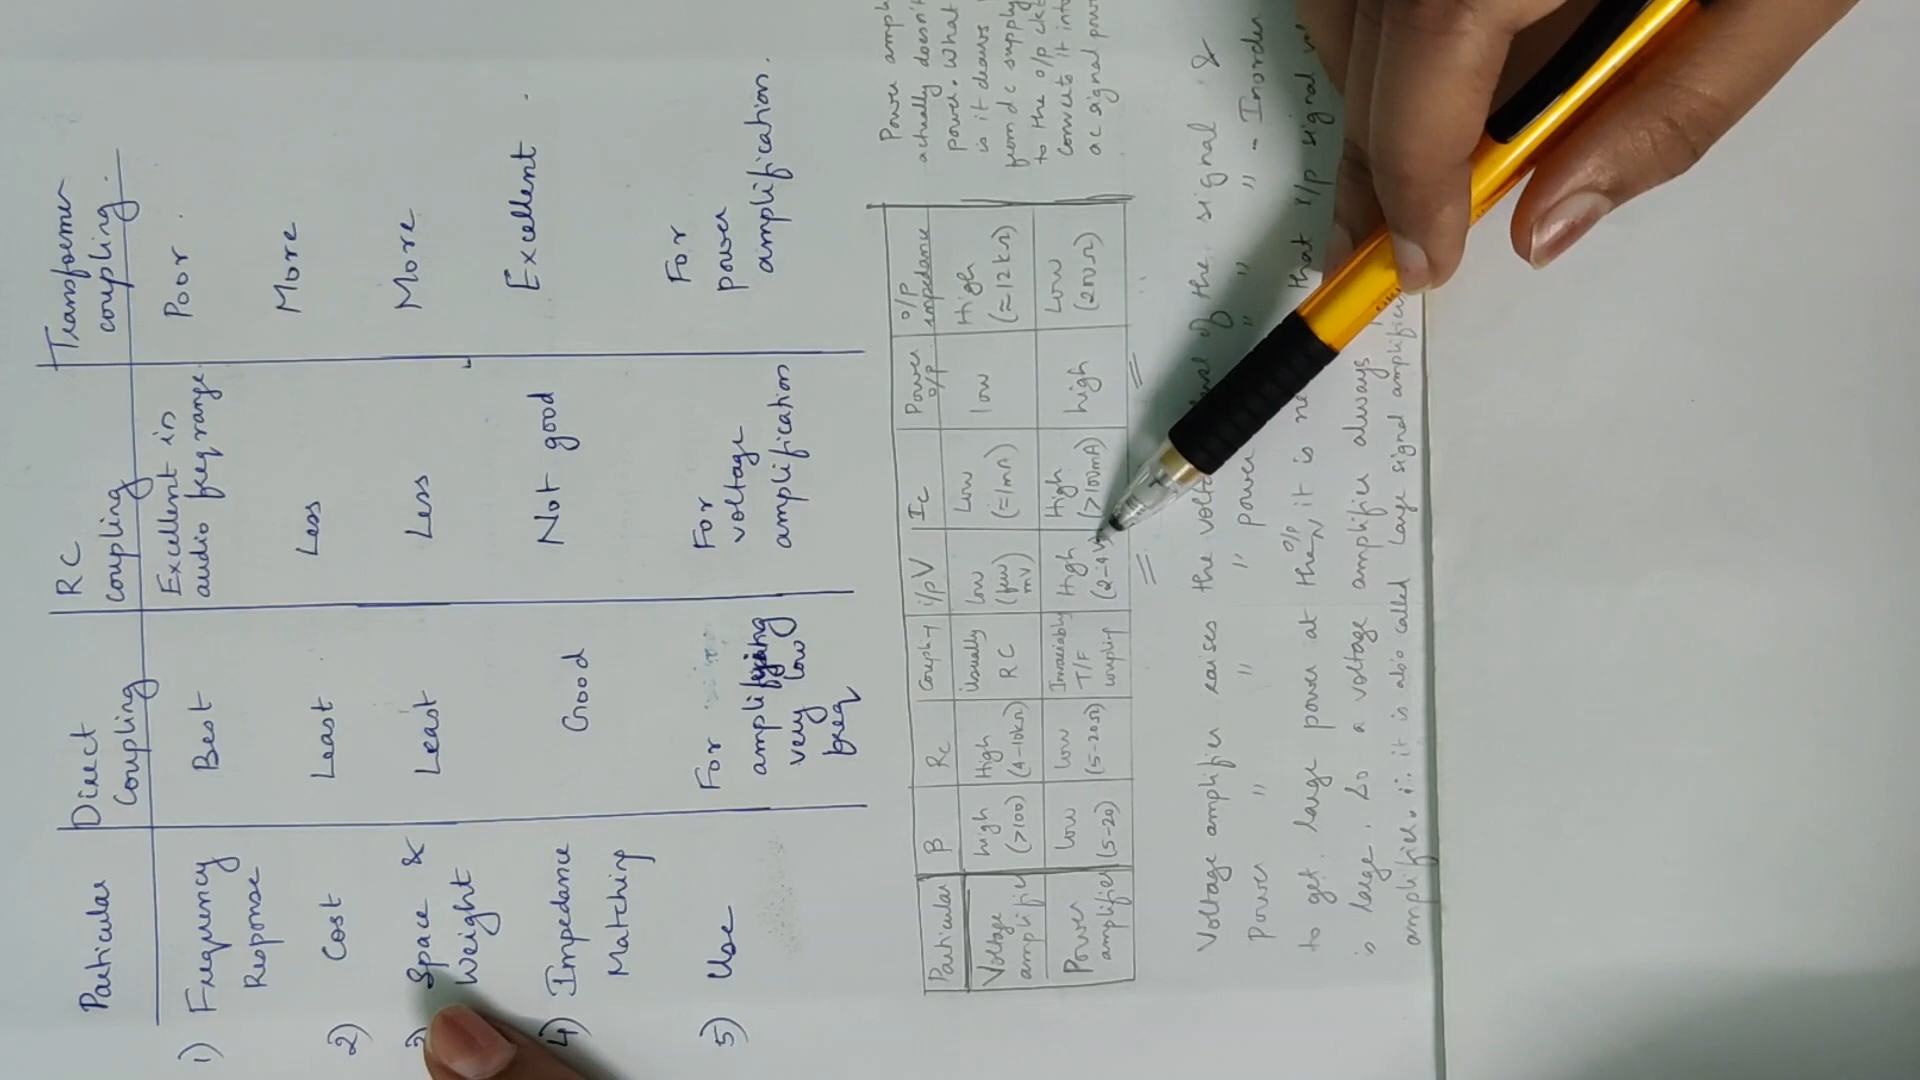 Particular Direct Coupling RC coupling Transformer coupling.
1) Frequency Response Best Excellent in audio freq range. Poor.
2) Cost Least Less More
3) Space & Weight Least Less More
4) Impedance Matching Good Not good Excellent.
5) Use For amplifying very low freq For voltage amplification For power amplification.
Particular β Rc i/p V Ic Power o/p o/p impedance
Voltage amplifier high (>100) High (4-10kΩ) Usually RC Low (few mV) Low (≈1mA) low High (≈12kΩ)
Power amplifier Low (5-20) Low (5-20Ω) Invariably T/F coupling High (2-4V) High (>100mA) high Low (200Ω)
Power
actually doesn't
power. What
is it draws
from dc supply
to the o/p ckt
converts it into
ac signal
Voltage amplifier raises the of the signal &
Power " " " power " " " - Inorder
to get large power at the o/p, it is that i/p signal
is large. So a voltage amplifier always
amplifier. ∴ it is also called large signal amplifier